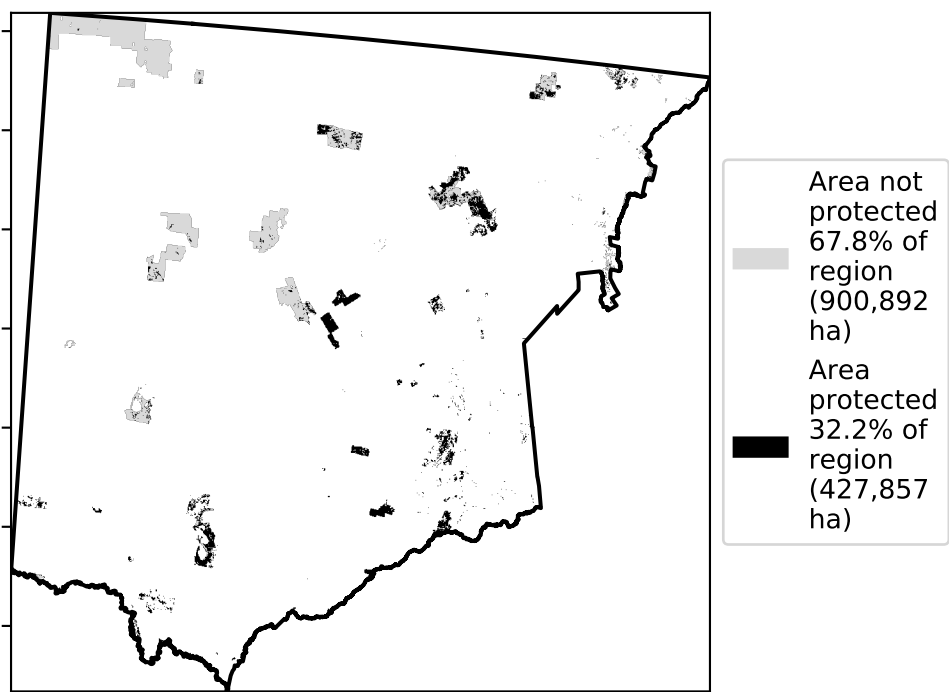 Area not
protected
67.8% of
region
(900,892
ha)
Area
protected
32.2% of
region
(427,857
ha)